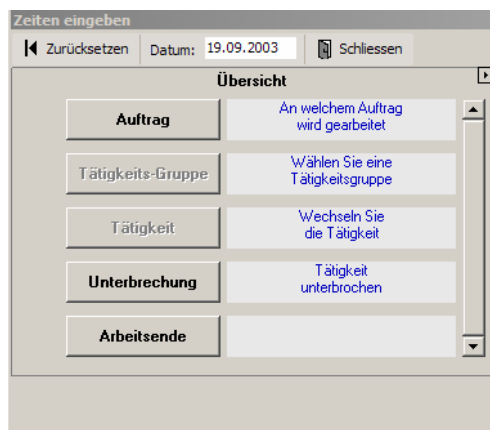 Zeiten eingeben
Zurücksetzen Datum: 19.09.2003 Schliessen
Übersicht
Auftrag
An welchem Auftrag
wird gearbeitet
Tätigkeits-Gruppe
Wählen Sie eine
Tätigkeitsgruppe
Tätigkeit
Wechseln Sie
die Tätigkeit
Unterbrechung
Tätigkeit
unterbrochen
Arbeitsende